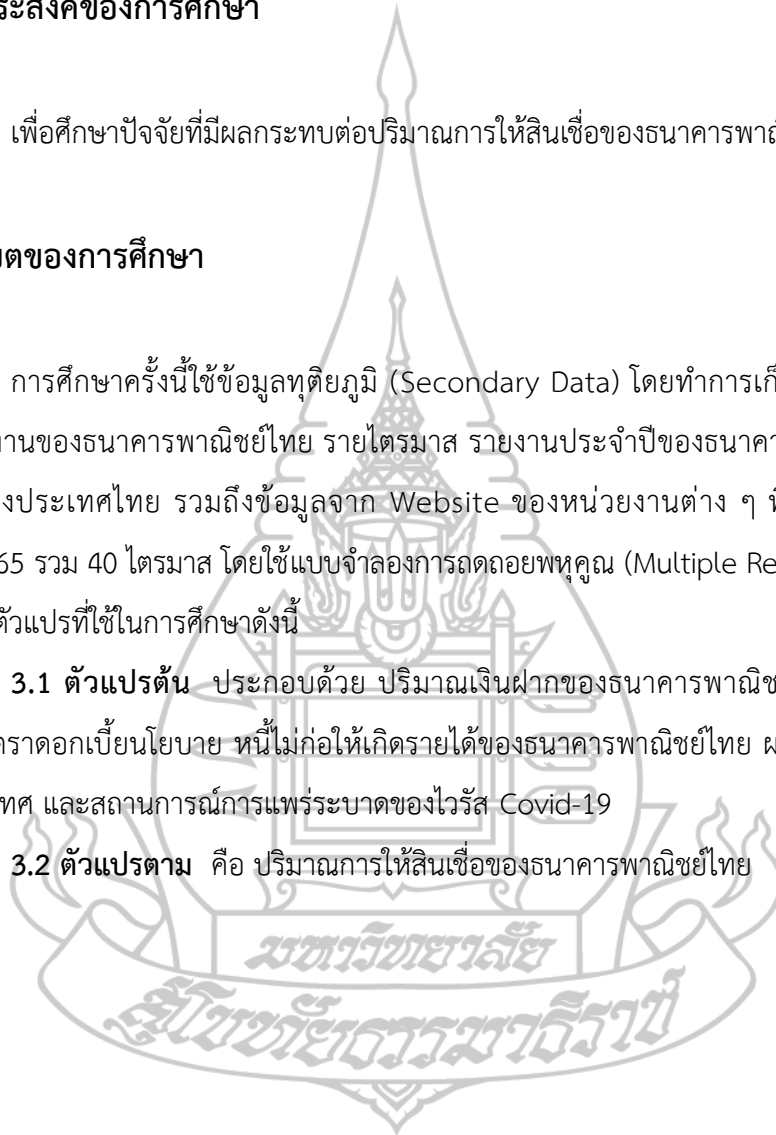 ระสงค์ของการศึกษา
เพื่อศึกษาปัจจัยที่มีผลกระทบต่อปริมาณการให้สินเชื่อของธนาคารพาณิ
ตของการศึกษา
การศึกษาครั้งนี้ใช้ข้อมูลทุติยภูมิ (Secondary Data) โดยทำการเก็
งานของธนาคารพาณิชย์ไทย รายไตรมาส รายงานประจำปีของธนาคา
งประเทศไทย รวมถึงข้อมูลจาก Website ของหน่วยงานต่าง ๆ ที
65 รวม 40 ไตรมาส โดยใช้แบบจำลองการถดถอยพหุคูณ (Multiple Re
ตัวแปรที่ใช้ในการศึกษาดังนี้
3.1 ตัวแปรต้น ประกอบด้วย ปริมาณเงินฝากของธนาคารพาณิช
ตราดอกเบี้ยนโยบาย หนี้ไม่ก่อให้เกิดรายได้ของธนาคารพาณิชย์ไทย ผ
ทศ และสถานการณ์การแพร่ระบาดของไวรัส Covid-19
3.2 ตัวแปรตาม คือ ปริมาณการให้สินเชื่อของธนาคารพาณิชย์ไทย
มหาวิทยาลัย
สุโขทัยธรรมาธิราช